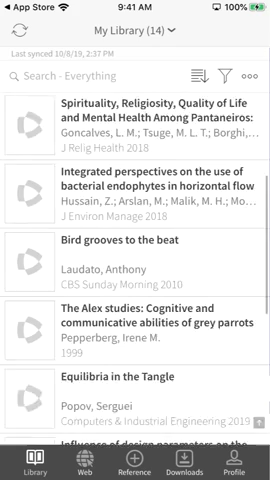 App Store
9:41 AM
100%
My Library (14)
Last synced 10/8/19, 2:37 PM
Search - Everything
Spirituality, Religiosity, Quality of Life
and Mental Health Among Pantaneiros:
Goncalves, L. M.; Tsuge, M. L. T.; Borghi,...
J Relig Health 2018
Integrated perspectives on the use of
bacterial endophytes in horizontal flow
Hussain, Z.; Arslan, M.; Malik, M. H.; Mo...
J Environ Manage 2018
Bird grooves to the beat
Laudato, Anthony
CBS Sunday Morning 2010
The Alex studies: Cognitive and
communicative abilities of grey parrots
Pepperberg, Irene M.
1999
Equilibria in the Tangle
Popov, Serguei
Computers & Industrial Engineering 2019
Influence of design parameters on the
Library
Web
Reference
Downloads
Profile